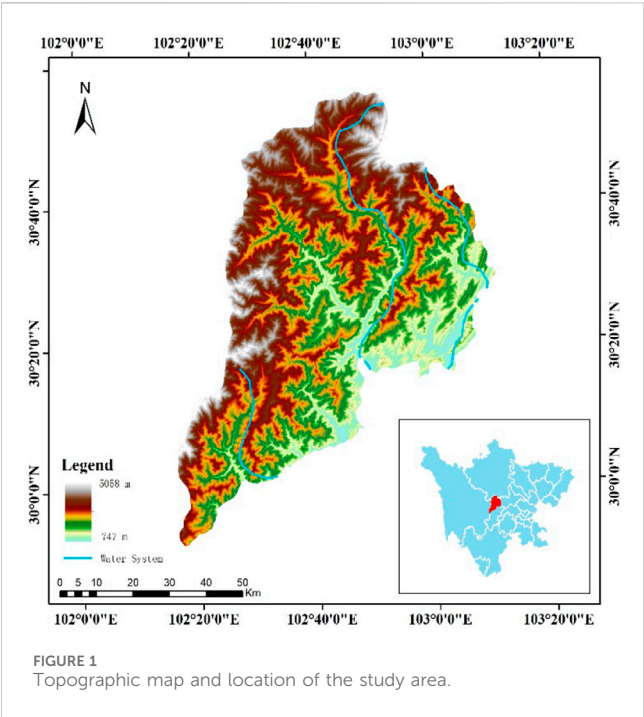 102°0'0"E 102°20'0"E 102°40'0"E 103°0'0"E 103°20'0"E
N
30°40'0"N
30°20'0"N
30°0'0"N
30°40'0"N
30°20'0"N
30°0'0"N
Legend
5058 m
747 m
Water System
0 5 10 20 30 40 50
Km
102°0'0"E 102°20'0"E 102°40'0"E 103°0'0"E 103°20'0"E
FIGURE 1
Topographic map and location of the study area.